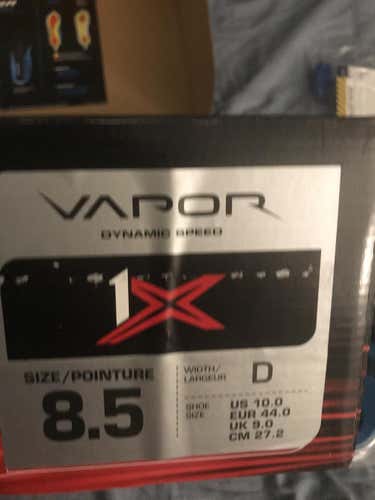 VAPOR
DYNAMIC SPEED
1X
SIZE/POINTURE
8.5
WIDTH/
LARGEUR
D
SHOE
SIZE
US 10.0
EUR 44.0
UK 9.0
CM 27.2